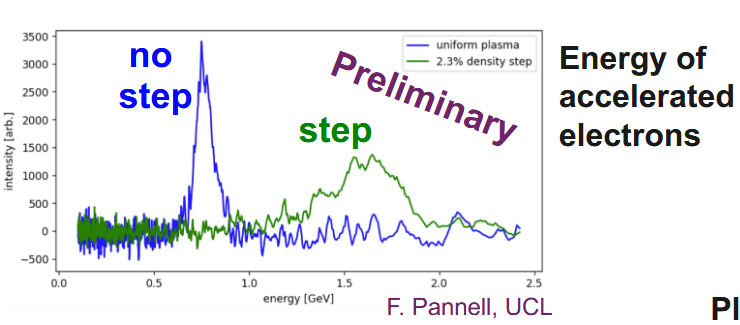 3500
3000
2500
2000
1500
1000
500
0
−500
intensity [arb.]
no
step
step
Preliminary
uniform plasma
2.3% density step
Energy of
accelerated
electrons
0.0 0.5 1.0 1.5 2.0 2.5
energy [GeV]
F. Pannell, UCL